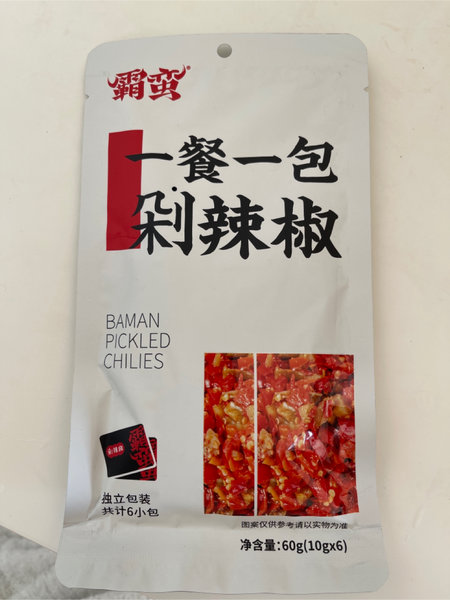 霸蛮®
一餐一包
剁辣椒
BAMAN
PICKLED
CHILIES
霸蛮
独立包装
共计6小包
图案仅供参考请以实物为准
净含量：60g(10gx6)